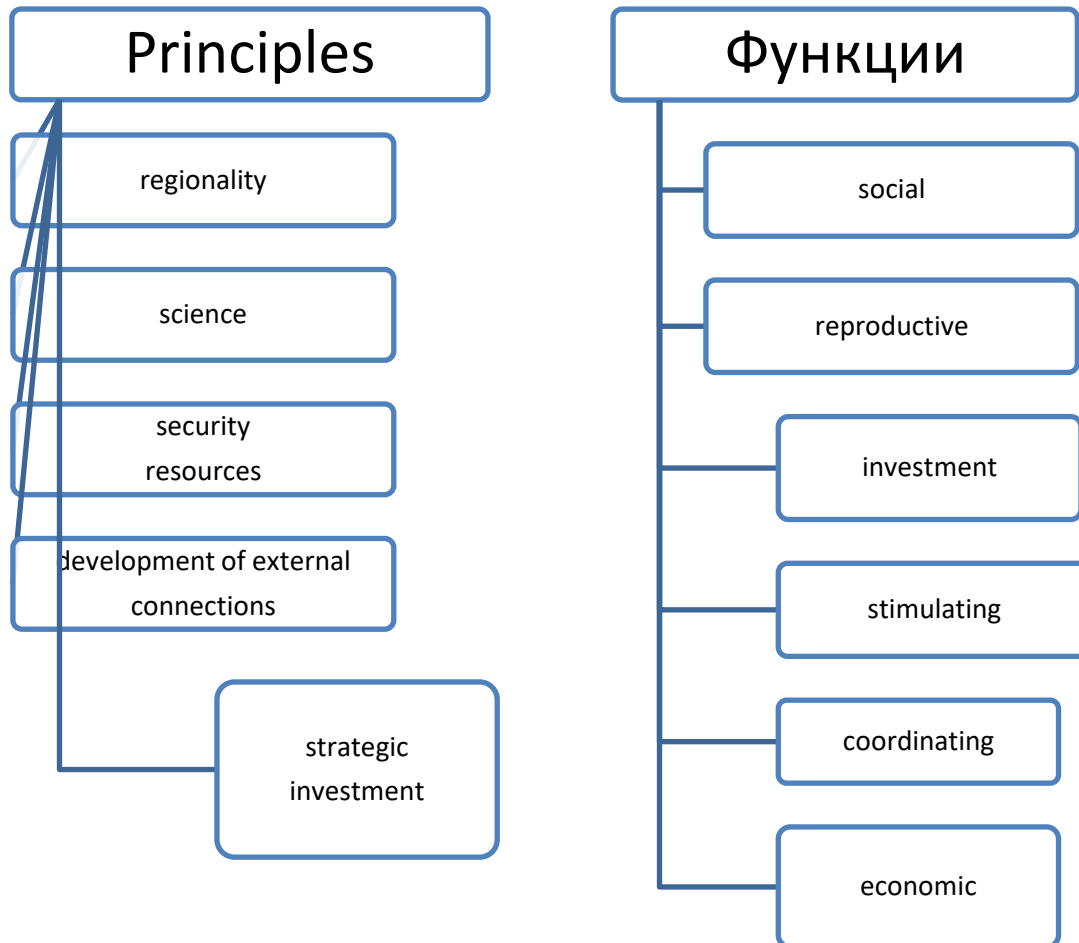 Principles
regionality
science
security
resources
development of external
connections
strategic
investment
Функции
social
reproductive
investment
stimulating
coordinating
economic